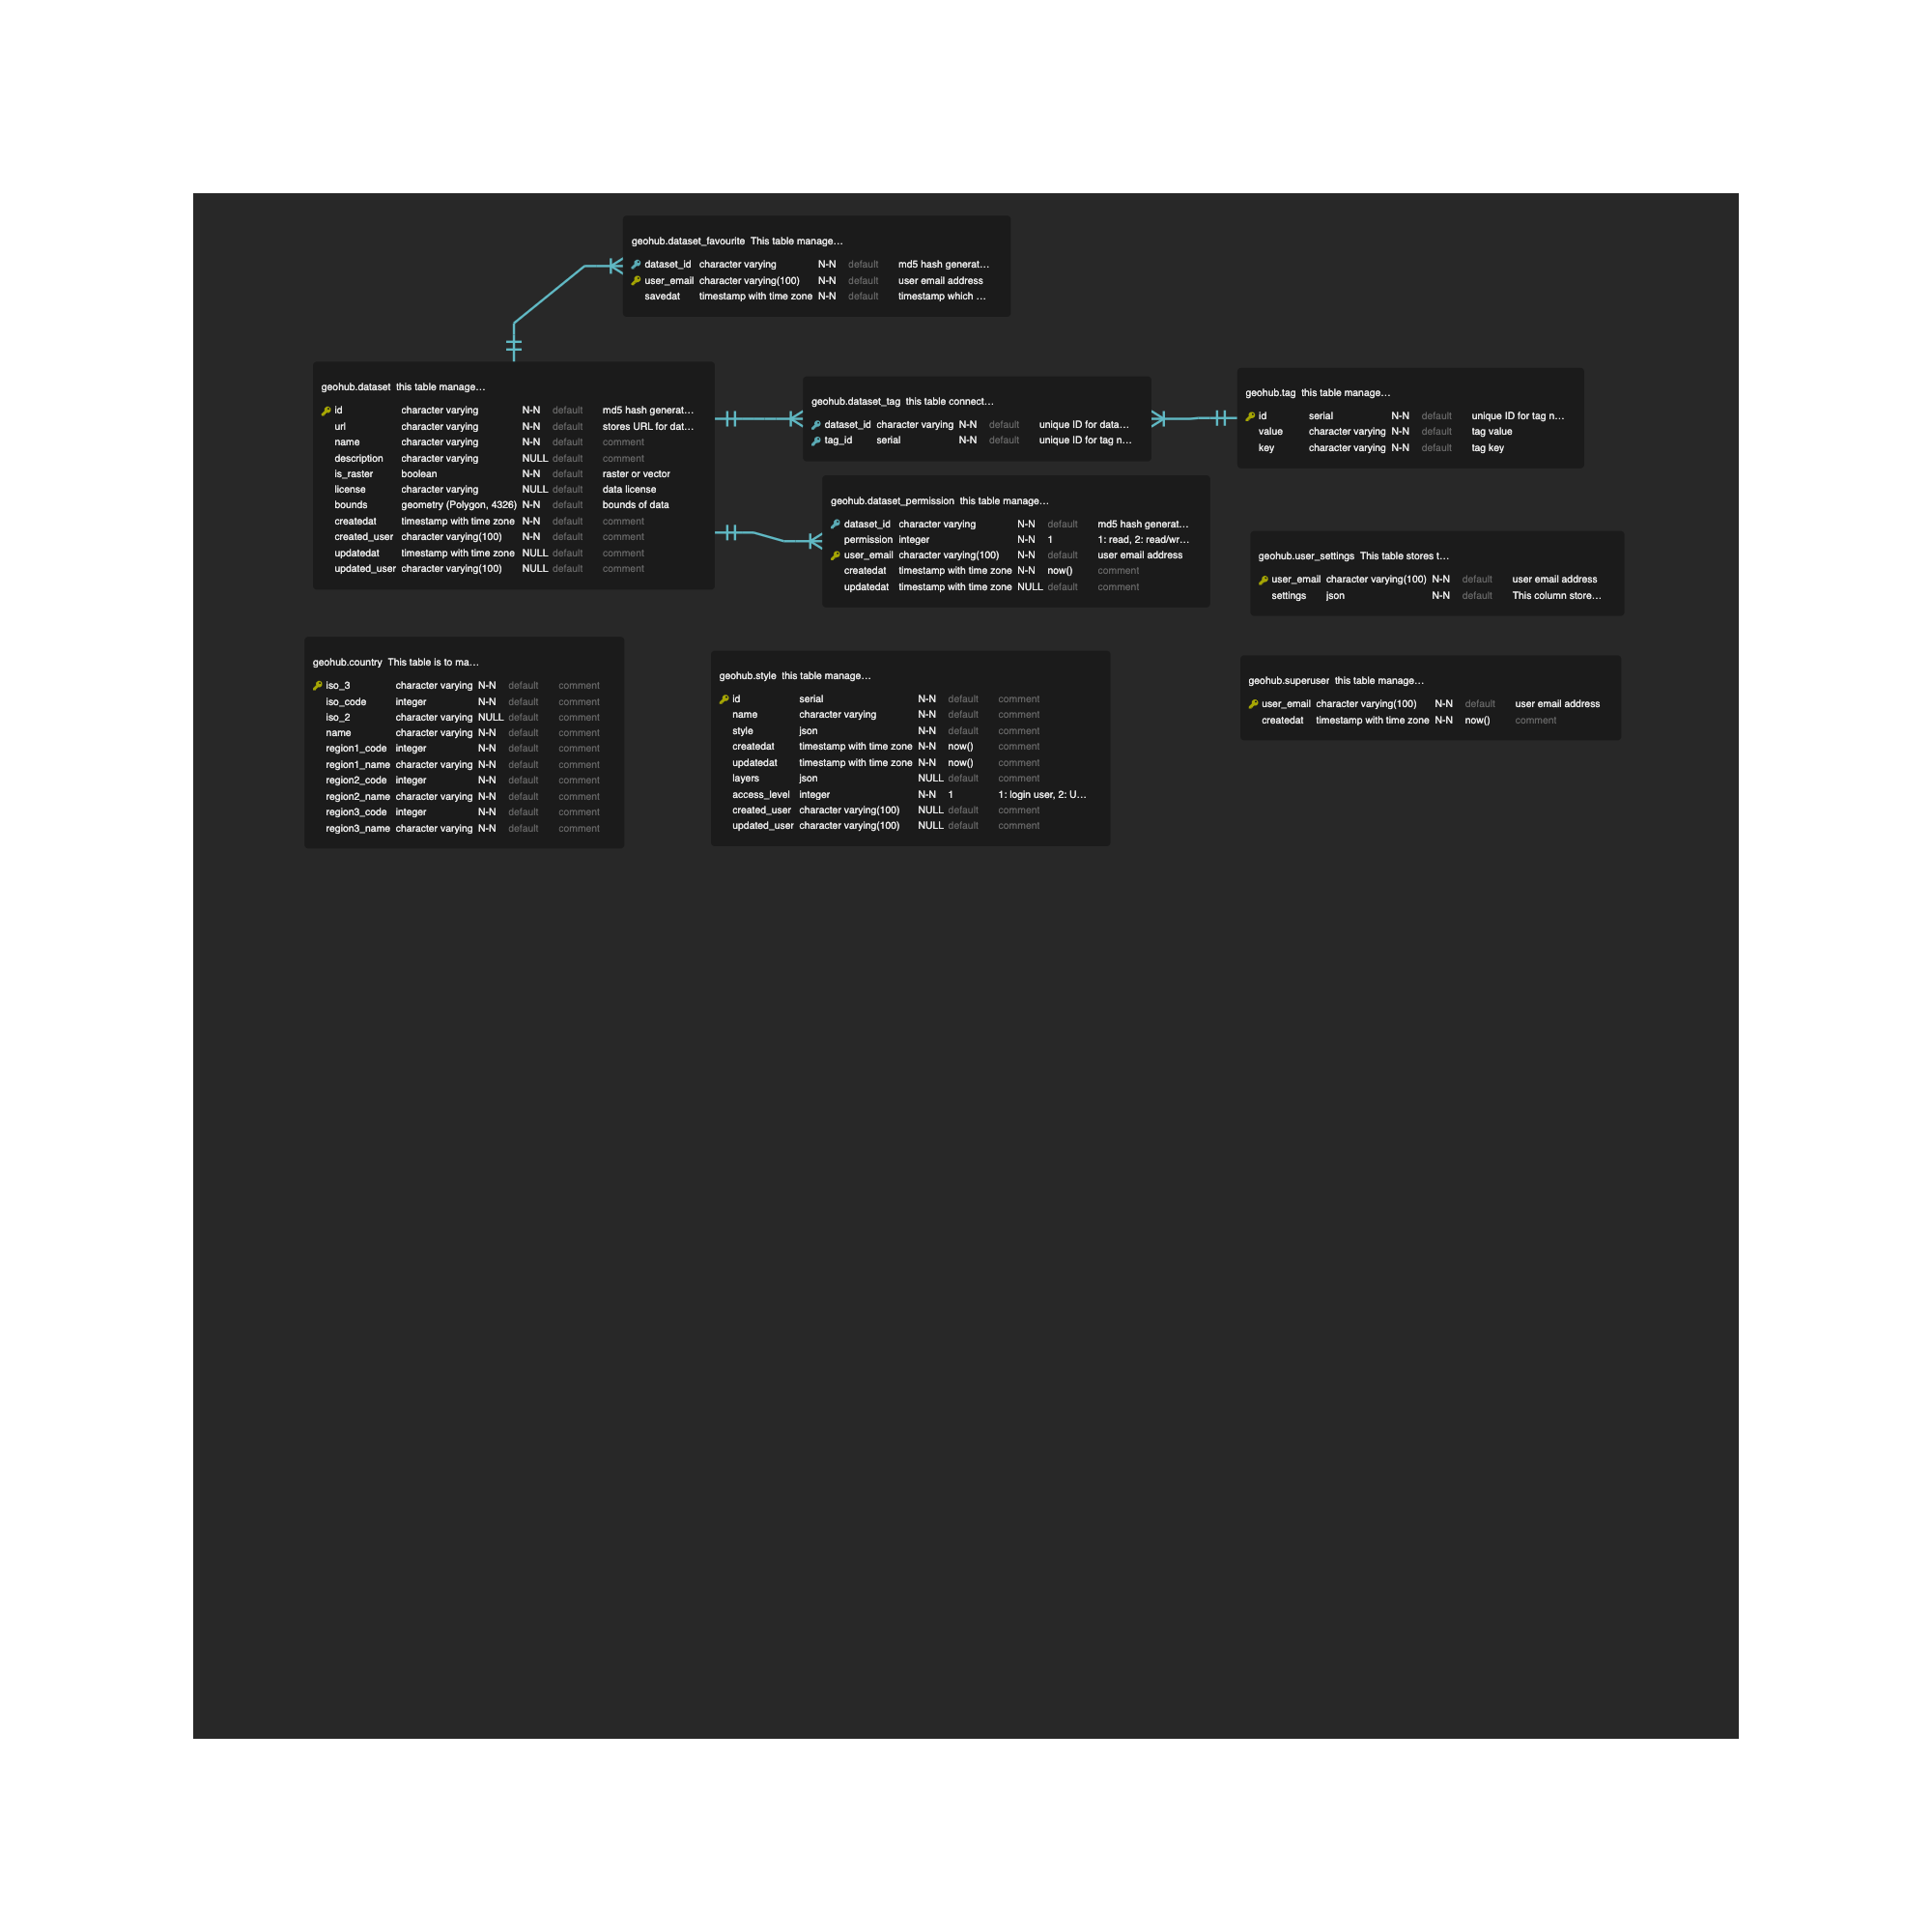 geohub.dataset_favourite This table manage...
dataset_id character varying N-N default md5 hash generat...
user_email character varying(100) N-N default user email address
savedat timestamp with time zone N-N default timestamp which ...
geohub.dataset this table manage...
id character varying N-N default md5 hash generat...
url character varying N-N default stores URL for dat...
name character varying N-N default comment
description character varying NULL default comment
is_raster boolean N-N default raster or vector
license character varying NULL default data license
bounds geometry (Polygon, 4326) N-N default bounds of data
createdat timestamp with time zone N-N default comment
created_user character varying(100) N-N default comment
updatedat timestamp with time zone NULL default comment
updated_user character varying(100) NULL default comment
geohub.dataset_tag this table connect...
dataset_id character varying N-N default unique ID for data...
tag_id serial N-N default unique ID for tag n...
geohub.tag this table manage...
id serial N-N default unique ID for tag n...
value character varying N-N default tag value
key character varying N-N default tag key
geohub.dataset_permission this table manage...
dataset_id character varying N-N default md5 hash generat...
permission integer N-N 1 1: read, 2: read/wr...
user_email character varying(100) N-N default user email address
createdat timestamp with time zone N-N now() comment
updatedat timestamp with time zone NULL default comment
geohub.user_settings This table stores t...
user_email character varying(100) N-N default user email address
settings json N-N default This column store...
geohub.country This table is to ma...
iso_3 character varying N-N default comment
iso_code integer N-N default comment
iso_2 character varying NULL default comment
name character varying N-N default comment
region1_code integer N-N default comment
region1_name character varying N-N default comment
region2_code integer N-N default comment
region2_name character varying N-N default comment
region3_code integer N-N default comment
region3_name character varying N-N default comment
geohub.style this table manage...
id serial N-N default comment
name character varying N-N default comment
style json N-N default comment
createdat timestamp with time zone N-N now() comment
updatedat timestamp with time zone N-N now() comment
layers json NULL default comment
access_level integer N-N 1 1: login user, 2: U...
created_user character varying(100) NULL default comment
updated_user character varying(100) NULL default comment
geohub.superuser this table manage...
user_email character varying(100) N-N default user email address
createdat timestamp with time zone N-N now() comment